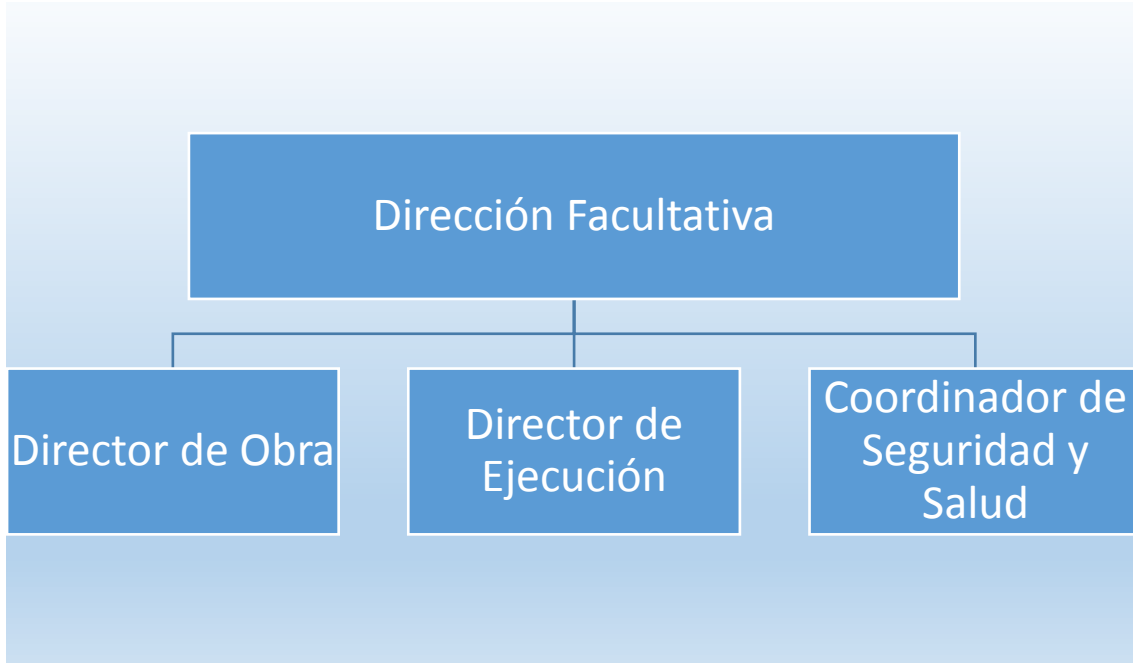 Dirección Facultativa
Director de Obra
Director de
Ejecución
Coordinador de
Seguridad y
Salud